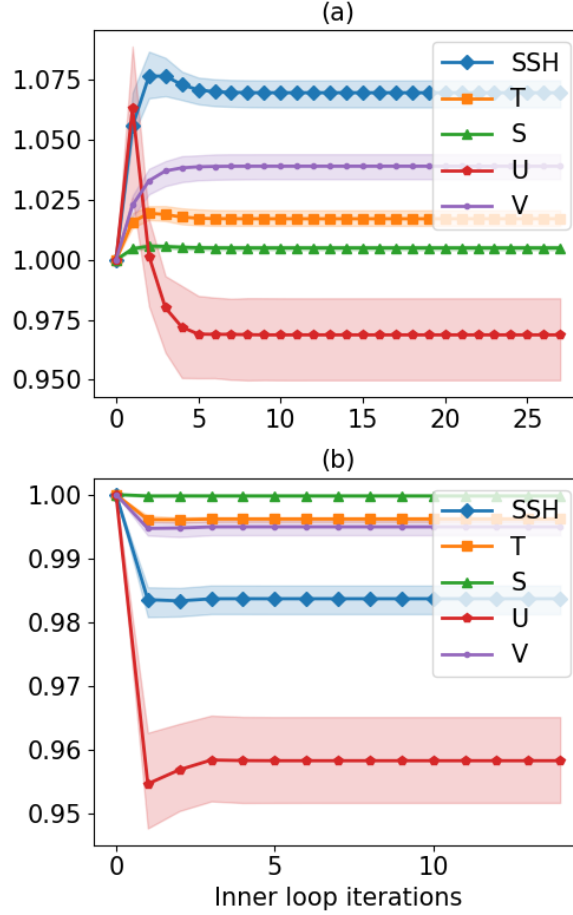 (a)
1.075
1.050
1.025
1.000
0.975
0.950
SSH
T
S
U
V
0 5 10 15 20 25
(b)
1.00
0.99
0.98
0.97
0.96
0.95
SSH
T
S
U
V
0 5 10
Inner loop iterations